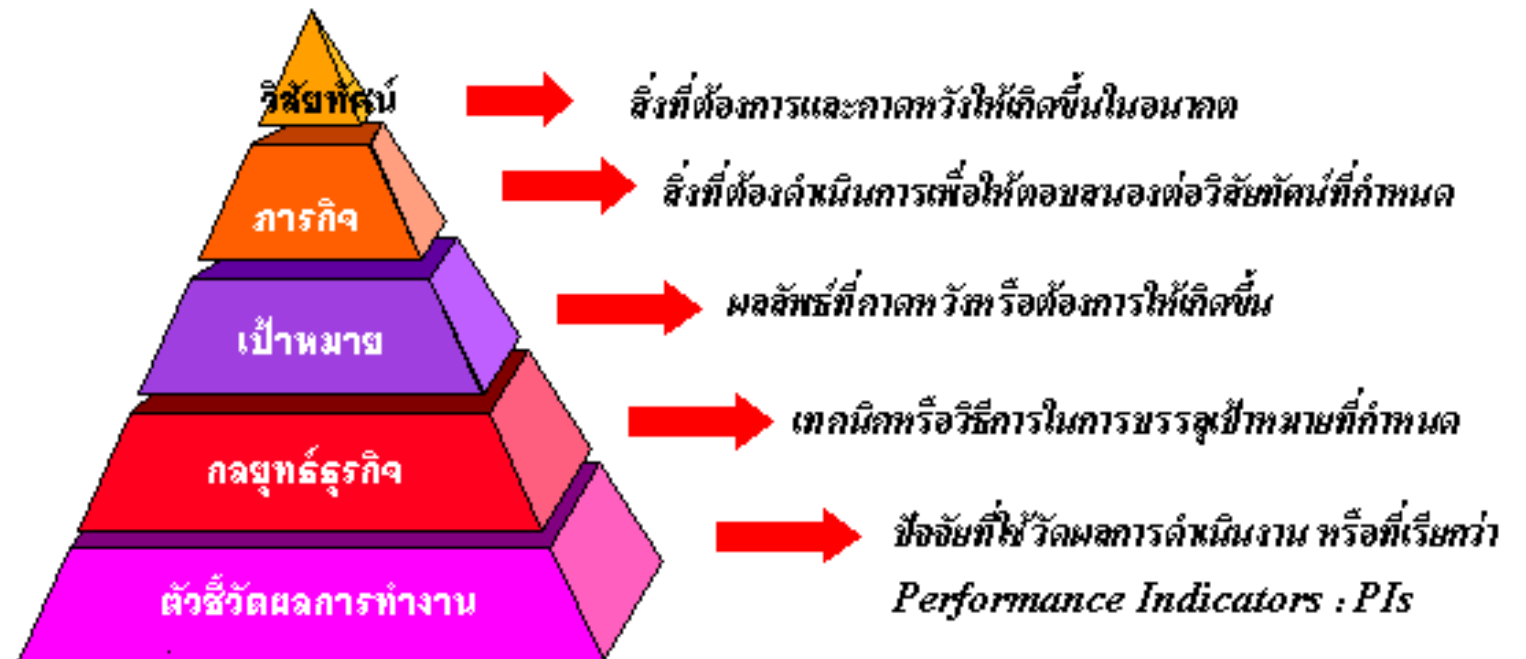 วิสัยทัศน์
สิ่งที่ต้องการและคาดหวังให้เกิดขึ้นในอนาคต
ภารกิจ
สิ่งที่ต้องดำเนินการเพื่อให้ตอบสนองต่อวิสัยทัศน์ที่กำหนด
เป้าหมาย
ผลลัพธ์ที่คาดหวังหรือต้องการให้เกิดขึ้น
กลยุทธ์ธุรกิจ
เทคนิคหรือวิธีการในการบรรลุเป้าหมายที่กำหนด
ตัวชี้วัดผลการทำงาน
ปัจจัยที่ใช้วัดผลการดำเนินงาน หรือที่เรียกว่า
Performance Indicators : PIs